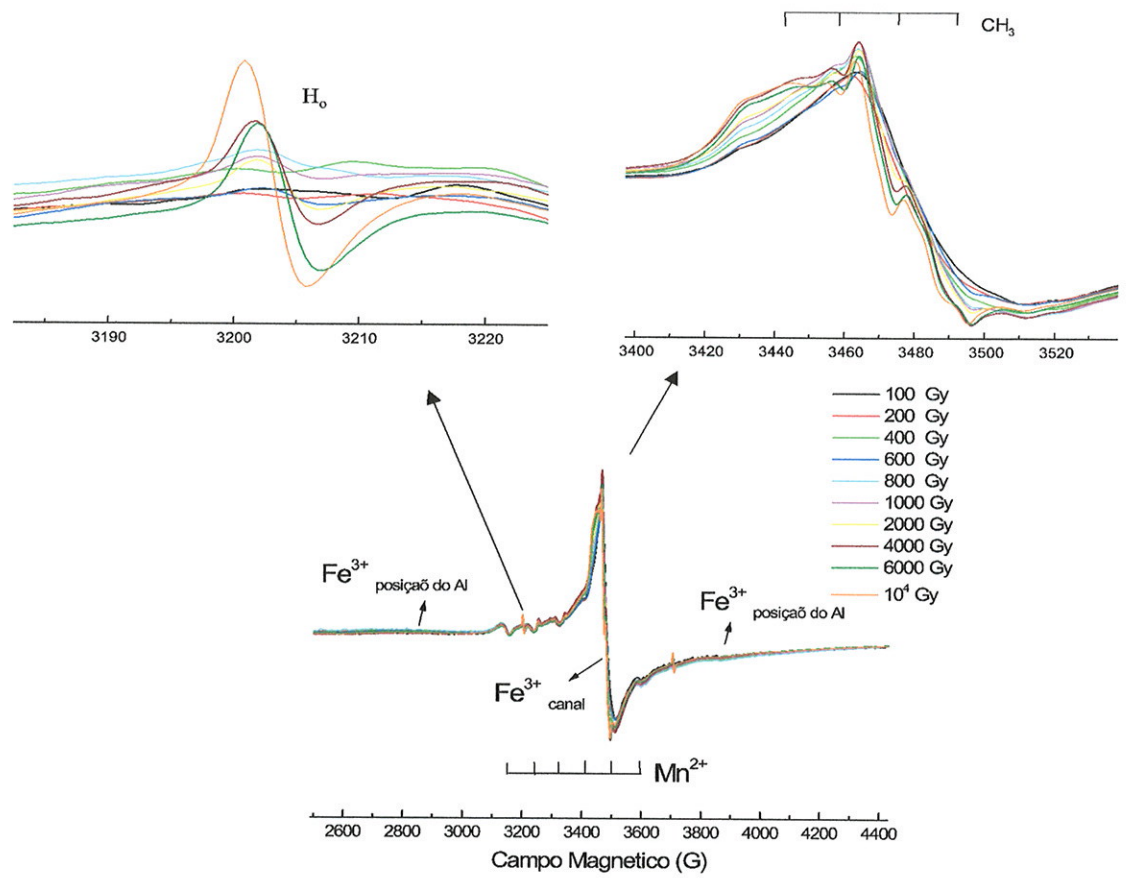 CH3
Ho
3190 3200 3210 3220
3400 3420 3440 3460 3480 3500 3520
100 Gy
200 Gy
400 Gy
600 Gy
800 Gy
1000 Gy
2000 Gy
4000 Gy
6000 Gy
10⁴ Gy
Fe³⁺ posiçaõ do Al
Fe³⁺ posiçaõ do Al
Fe³⁺ canal
Mn²⁺
2600 2800 3000 3200 3400 3600 3800 4000 4200 4400
Campo Magnetico (G)